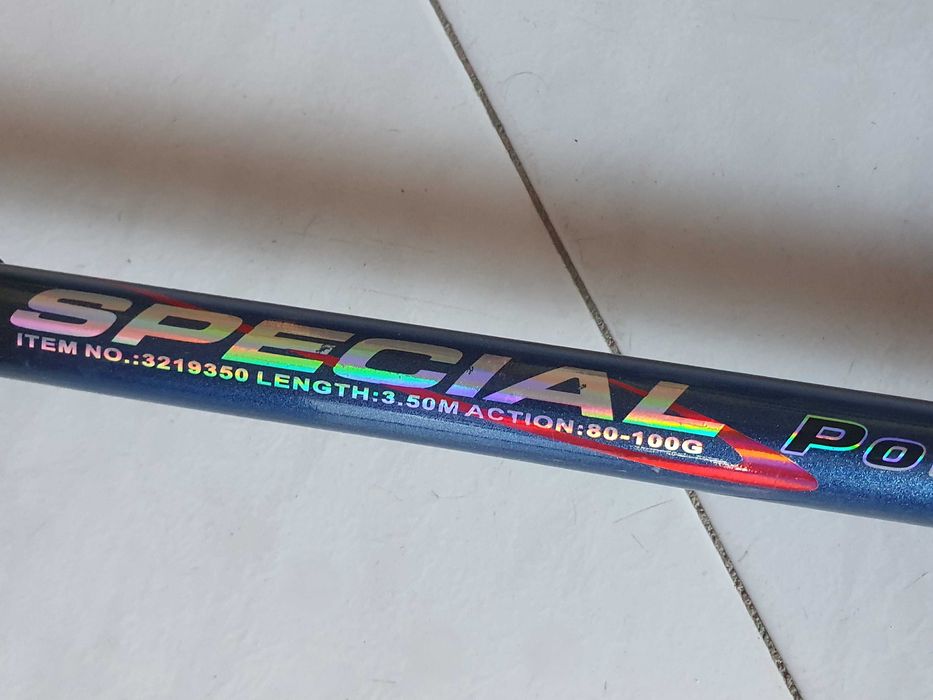 SPECIAL
ITEM NO.:3219350 LENGTH:3.50M ACTION:80-100G